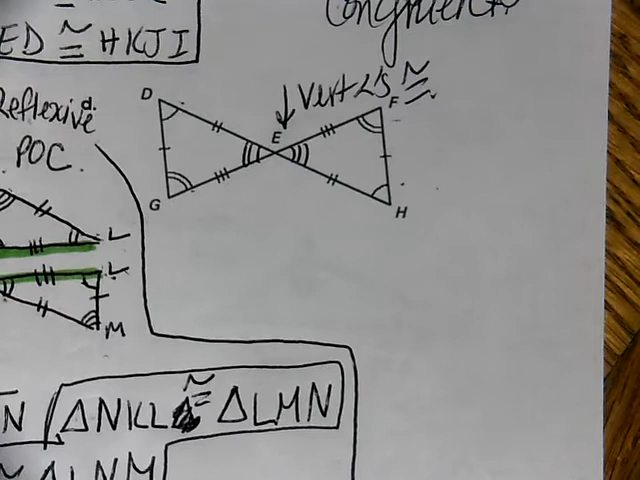 Congruent
ED ≅ HKJI
Vert ∠'s ≅
Reflexive
POC.
d.
D
E
F
G
H
L
L
M
N
ΔNKL ≅ ΔLMN
≅ ΔLNM